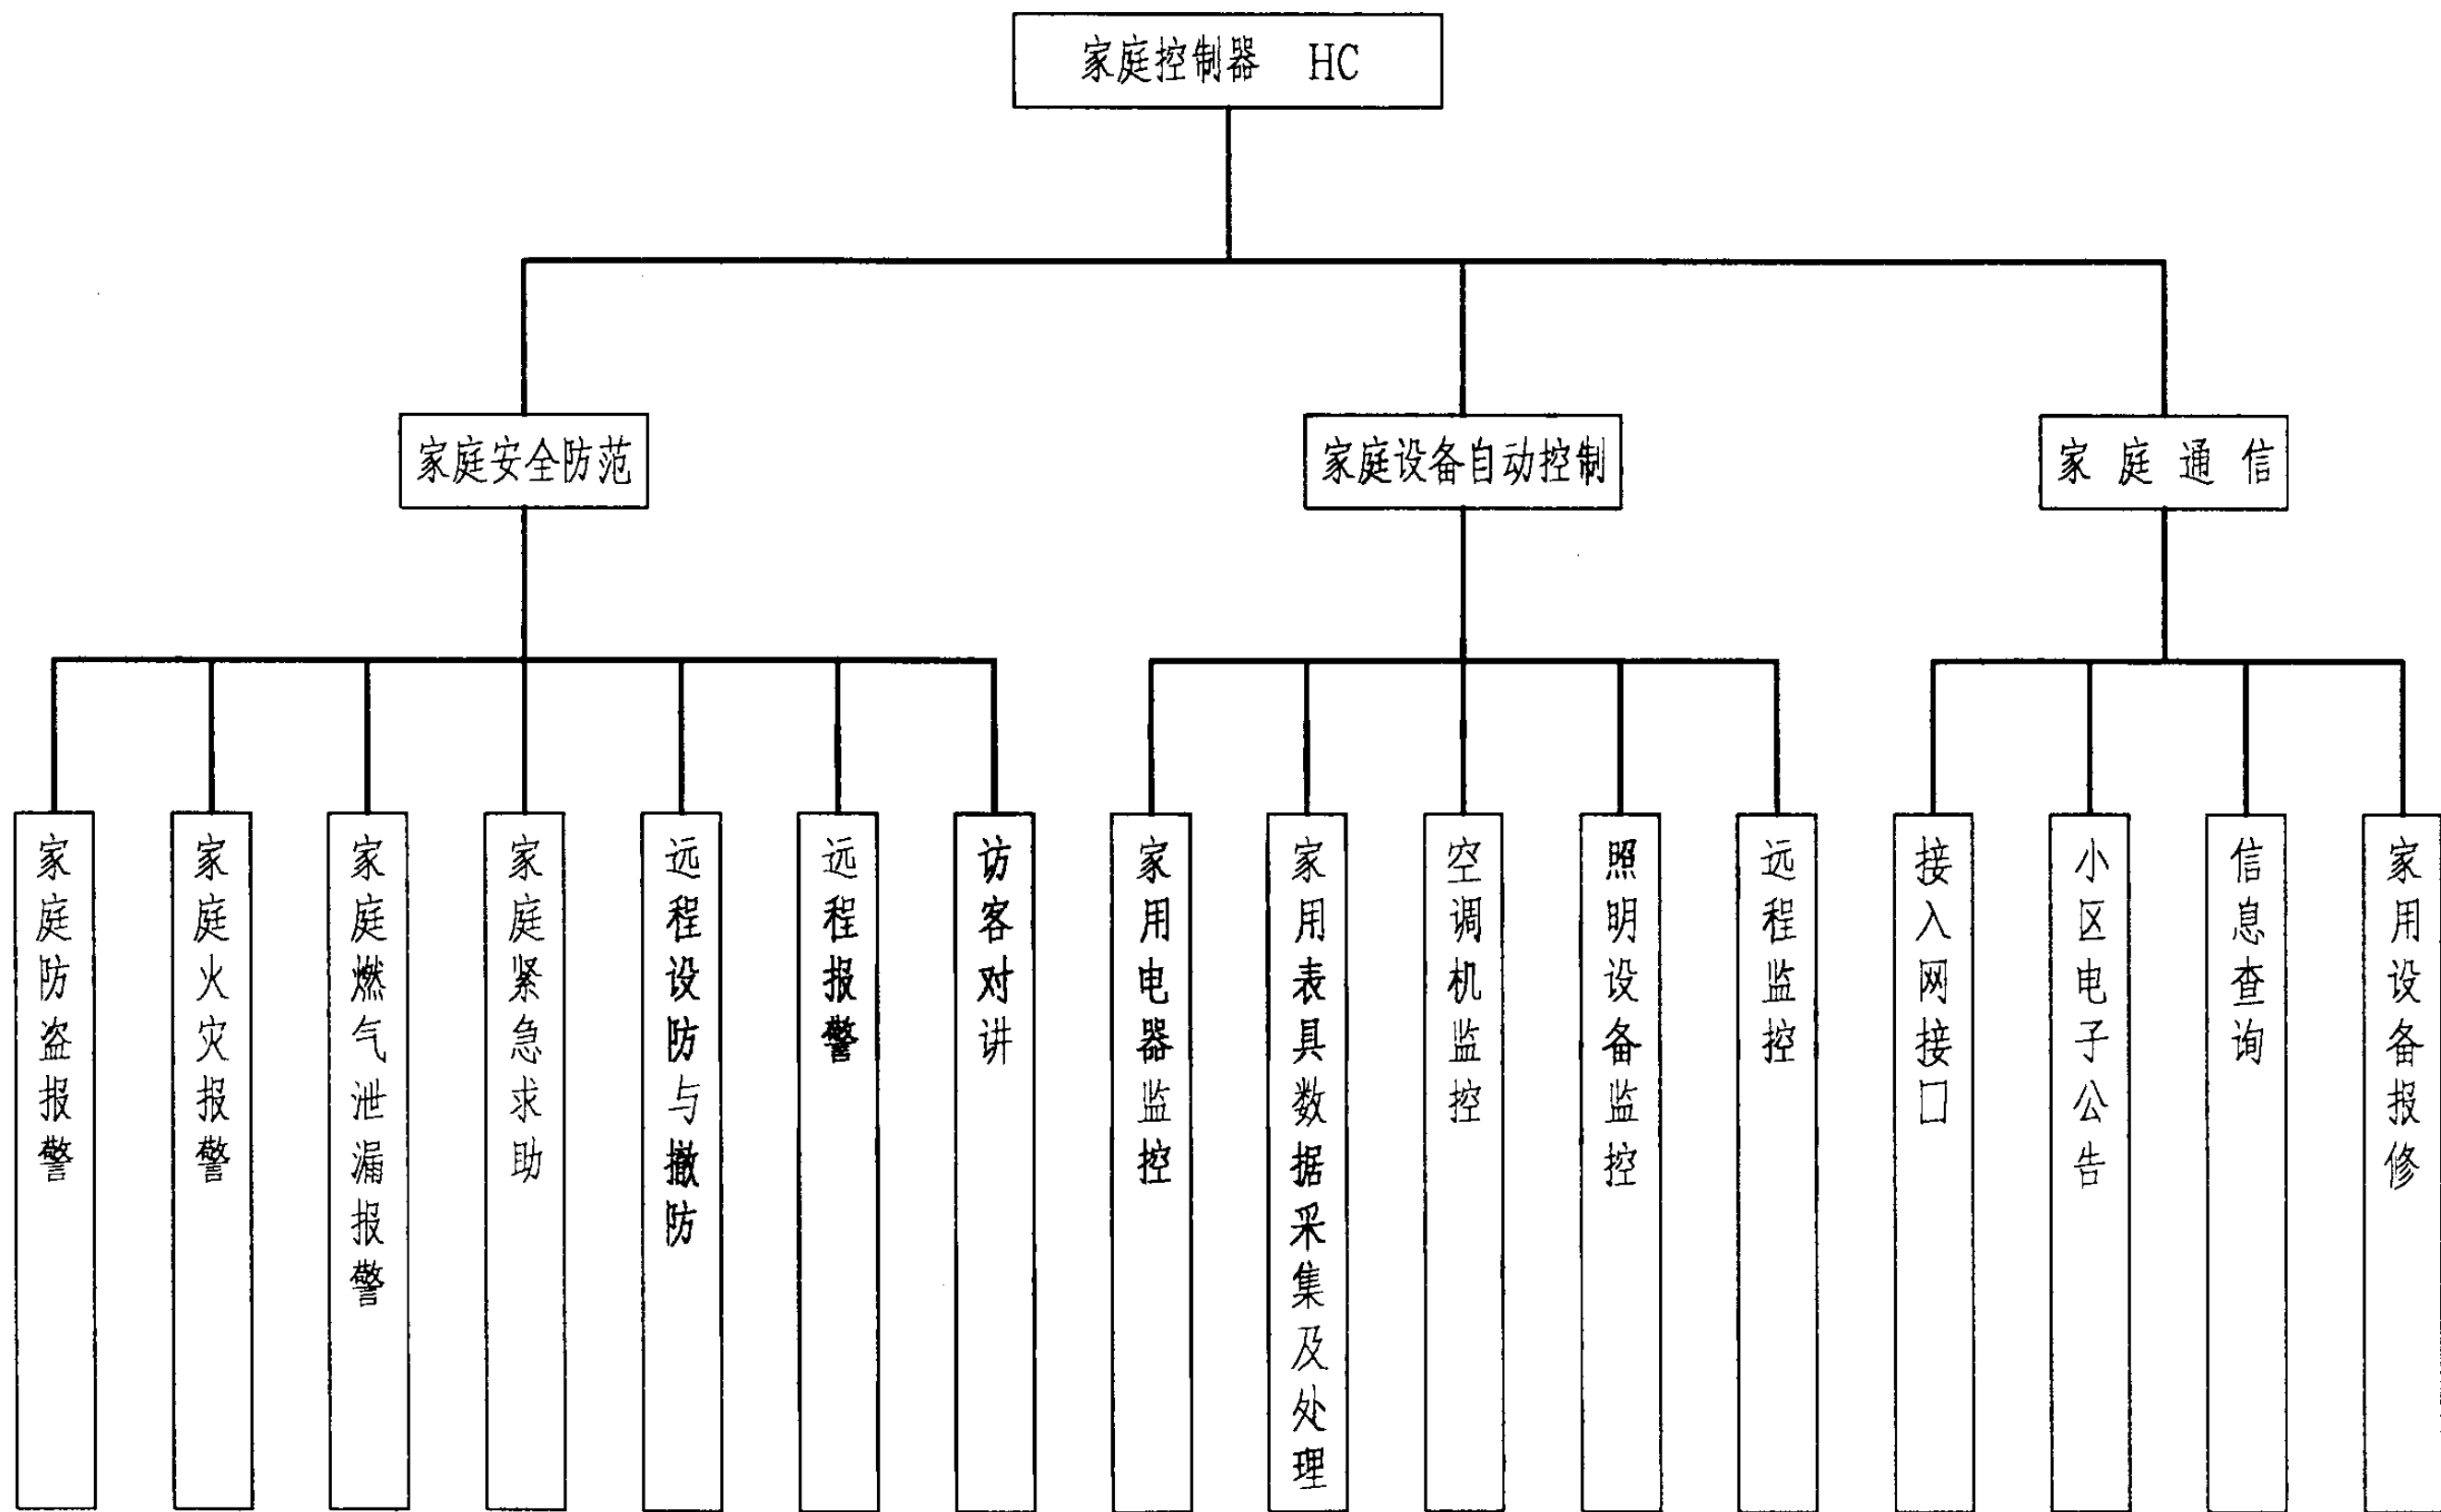 家庭控制器 HC
家庭安全防范
家庭设备自动控制
家庭通信
家庭防盗报警
家庭火灾报警
家庭燃气泄漏报警
家庭紧急求助
远程设防与撤防
远程报警
访客对讲
家用电器监控
家用表具数据采集及处理
空调机监控
照明设备监控
远程监控
接入网接口
小区电子公告
信息查询
家用设备报修